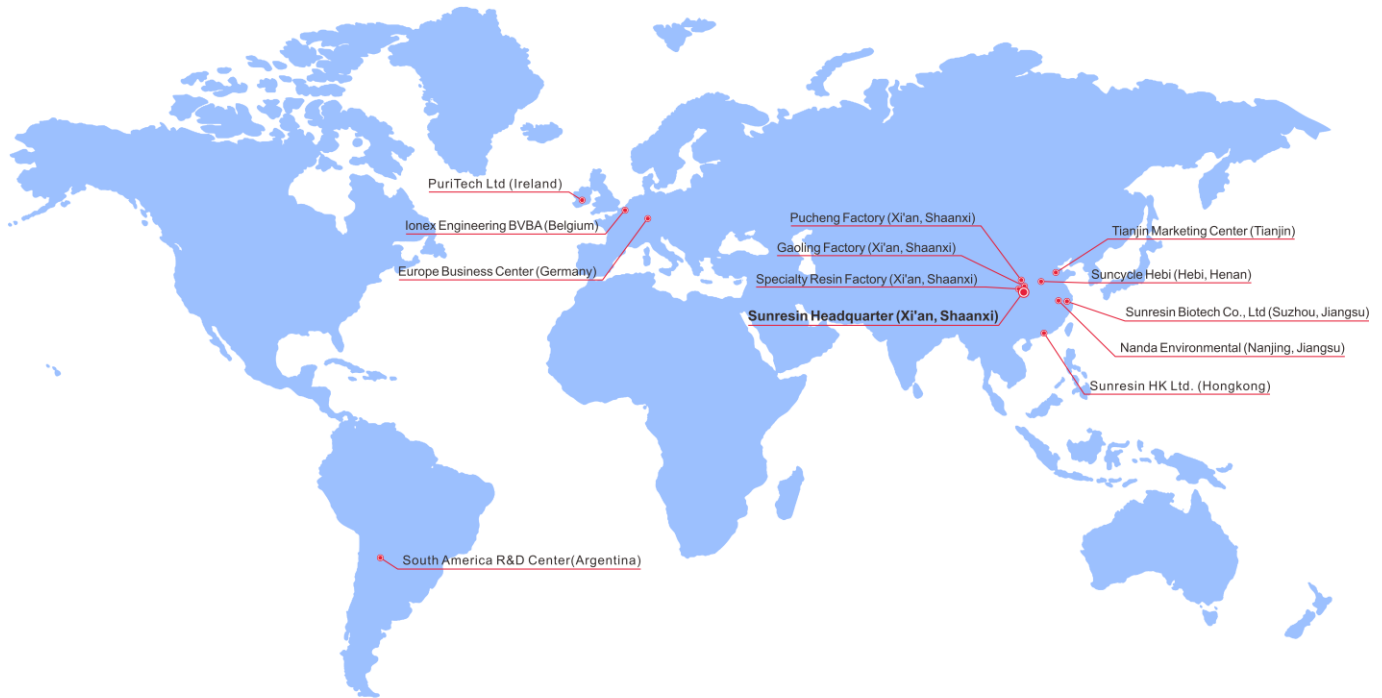 PuriTech Ltd (Ireland)
Ionex Engineering BVBA (Belgium)
Europe Business Center (Germany)
Pucheng Factory (Xi'an, Shaanxi)
Gaoling Factory (Xi'an, Shaanxi)
Specialty Resin Factory (Xi'an, Shaanxi)
Sunresin Headquarter (Xi'an, Shaanxi)
Tianjin Marketing Center (Tianjin)
Suncycle Hebi (Hebi, Henan)
Sunresin Biotech Co., Ltd (Suzhou, Jiangsu)
Nanda Environmental (Nanjing, Jiangsu)
Sunresin HK Ltd. (Hongkong)
South America R&D Center(Argentina)